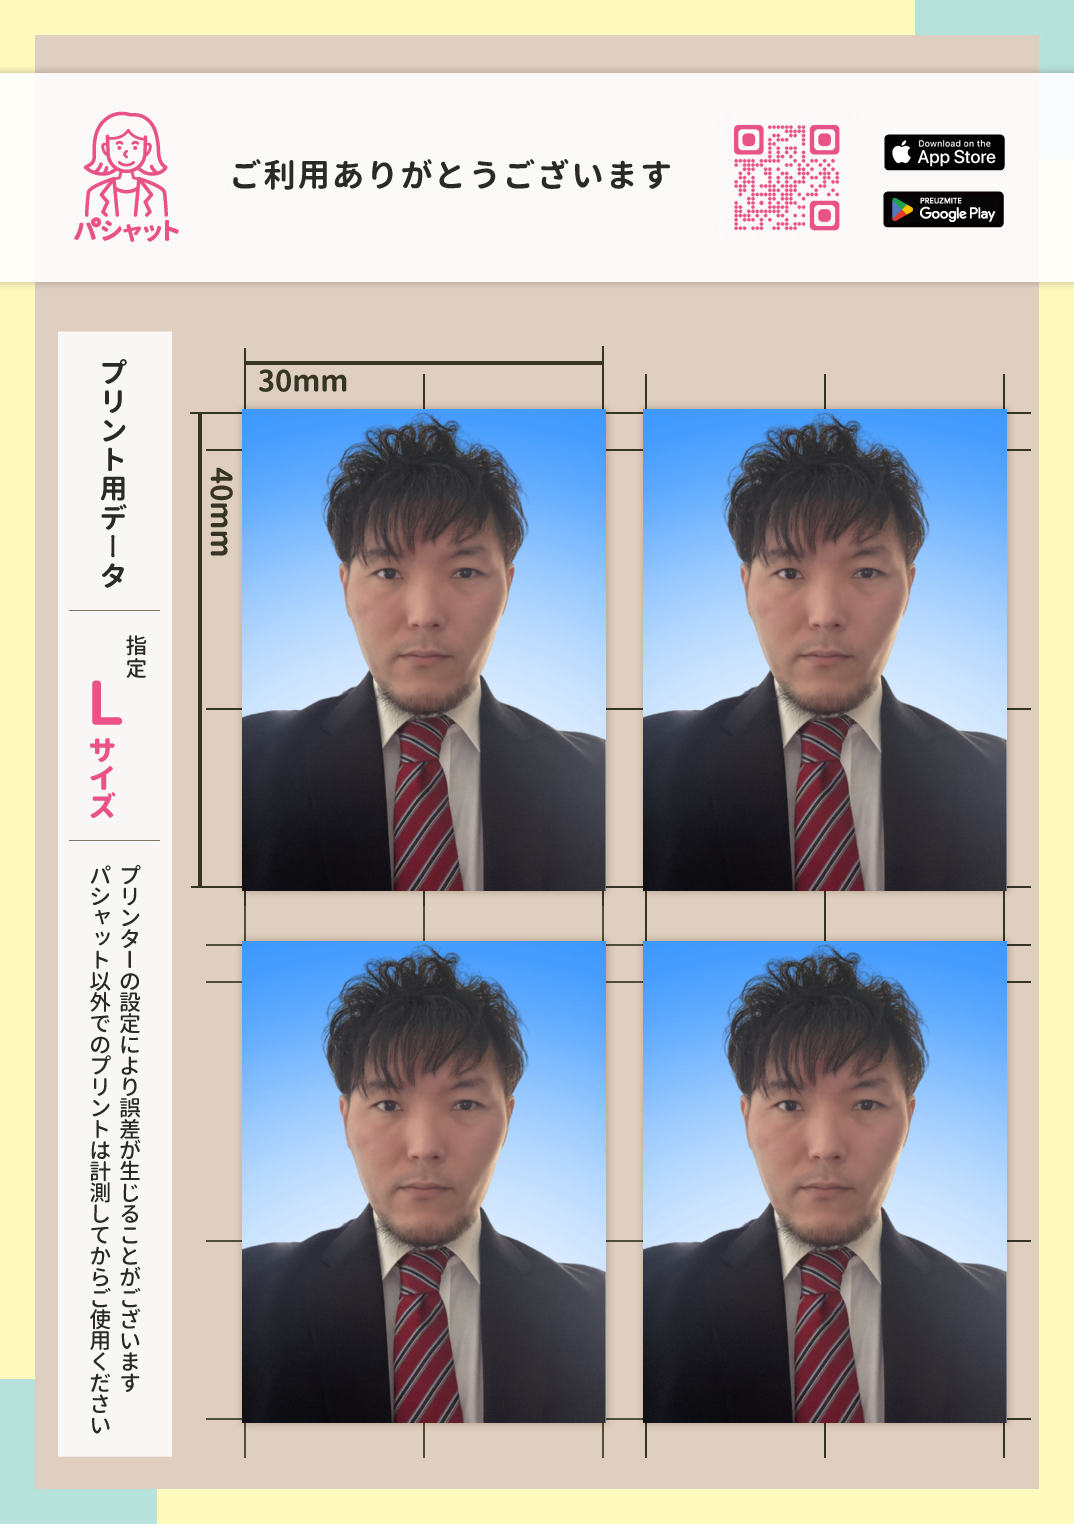 パシャット
ご利用ありがとうございます
Download on the
App Store
PREUZMITE
Google Play
プリント用データ
指定
Lサイズ
プリンターの設定により誤差が生じることがございます
パシャット以外でのプリントは計測してからご使用ください
30mm
40mm